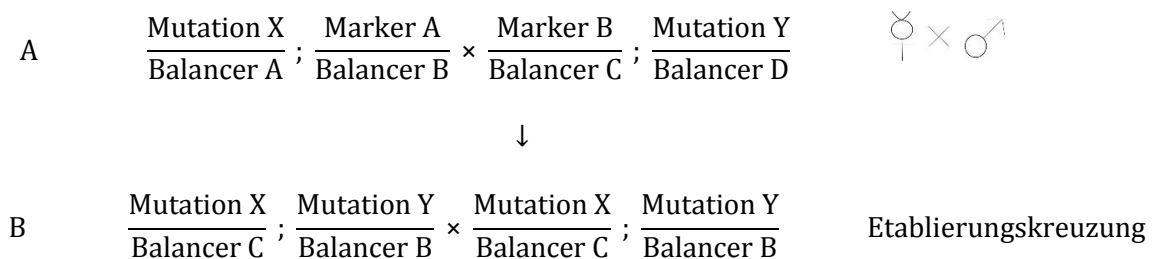 A Mutation X / Balancer A ; Marker A / Balancer B × Marker B / Balancer C ; Mutation Y / Balancer D ☿ × ♂
↓
B Mutation X / Balancer C ; Mutation Y / Balancer B × Mutation X / Balancer C ; Mutation Y / Balancer B Etablierungskreuzung